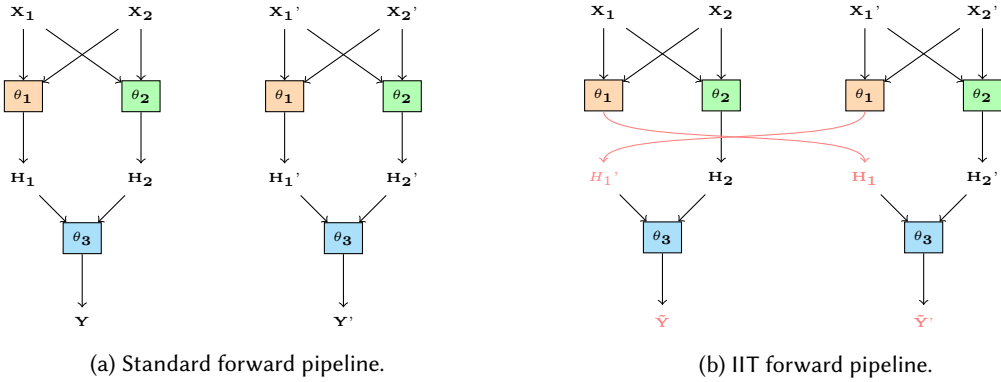 X₁ X₂ X₁' X₂' X₁ X₂ X₁' X₂'
θ₁ θ₂ θ₁ θ₂ θ₁ θ₂ θ₁ θ₂
H₁ H₂ H₁' H₂' H₁' H₂ H₁ H₂'
θ₃ θ₃ θ₃ θ₃
Y Y' Ỹ Ỹ'
(a) Standard forward pipeline. (b) IIT forward pipeline.